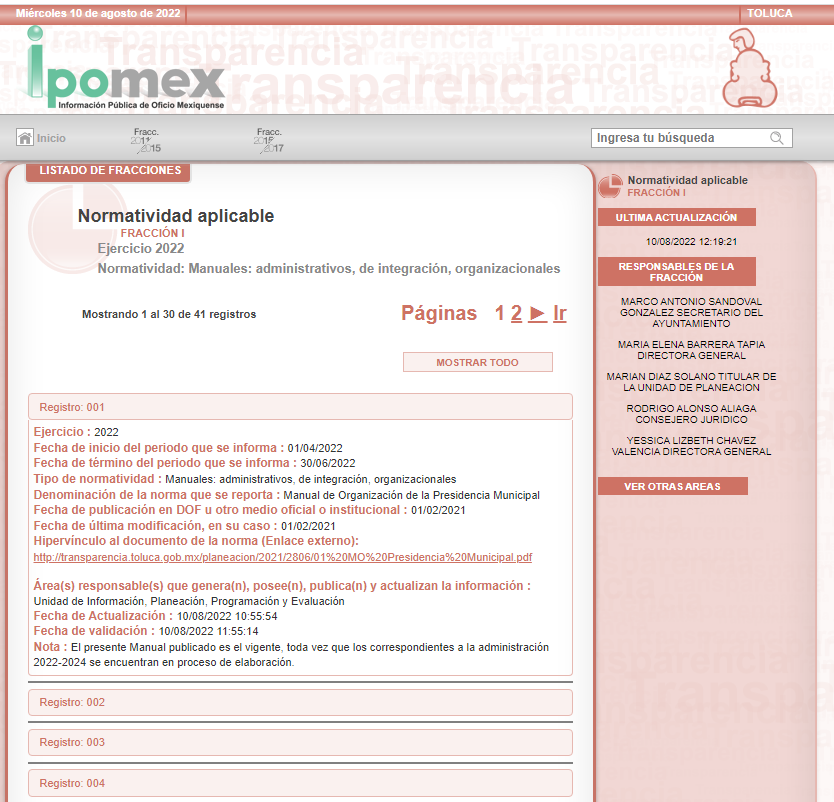 Miércoles 10 de agosto de 2022
TOLUCA
ipomex
Información Pública de Oficio Mexiquense
Transparencia
Inicio
Fracc.
2015
Fracc.
2017
Ingresa tu búsqueda
LISTADO DE FRACCIONES
Normatividad aplicable
FRACCIÓN I
Ejercicio 2022
Normatividad: Manuales: administrativos, de integración, organizacionales
Mostrando 1 al 30 de 41 registros
Páginas 1 2 ► Ir
MOSTRAR TODO
Registro: 001
Ejercicio : 2022
Fecha de inicio del periodo que se informa : 01/04/2022
Fecha de término del periodo que se informa : 30/06/2022
Tipo de normatividad : Manuales: administrativos, de integración, organizacionales
Denominación de la norma que se reporta : Manual de Organización de la Presidencia Municipal
Fecha de publicación en DOF u otro medio oficial o institucional : 01/02/2021
Fecha de última modificación, en su caso : 01/02/2021
Hipervínculo al documento de la norma (Enlace externo):
http://transparencia.toluca.gob.mx/planeacion/2021/2806/01%20MO%20Presidencia%20Municipal.pdf
Área(s) responsable(s) que genera(n), posee(n), publica(n) y actualizan la información :
Unidad de Información, Planeación, Programación y Evaluación
Fecha de Actualización : 10/08/2022 10:55:54
Fecha de validación : 10/08/2022 11:55:14
Nota : El presente Manual publicado es el vigente, toda vez que los correspondientes a la administración
2022-2024 se encuentran en proceso de elaboración.
Registro: 002
Registro: 003
Registro: 004
Normatividad aplicable
FRACCIÓN I
ULTIMA ACTUALIZACIÓN
10/08/2022 12:19:21
RESPONSABLES DE LA
FRACCIÓN
MARCO ANTONIO SANDOVAL
GONZALEZ SECRETARIO DEL
AYUNTAMIENTO
MARIA ELENA BARRERA TAPIA
DIRECTORA GENERAL
MARIAN DIAZ SOLANO TITULAR DE
LA UNIDAD DE PLANEACION
RODRIGO ALONSO ALIAGA
CONSEJERO JURIDICO
YESSICA LIZBETH CHAVEZ
VALENCIA DIRECTORA GENERAL
VER OTRAS AREAS